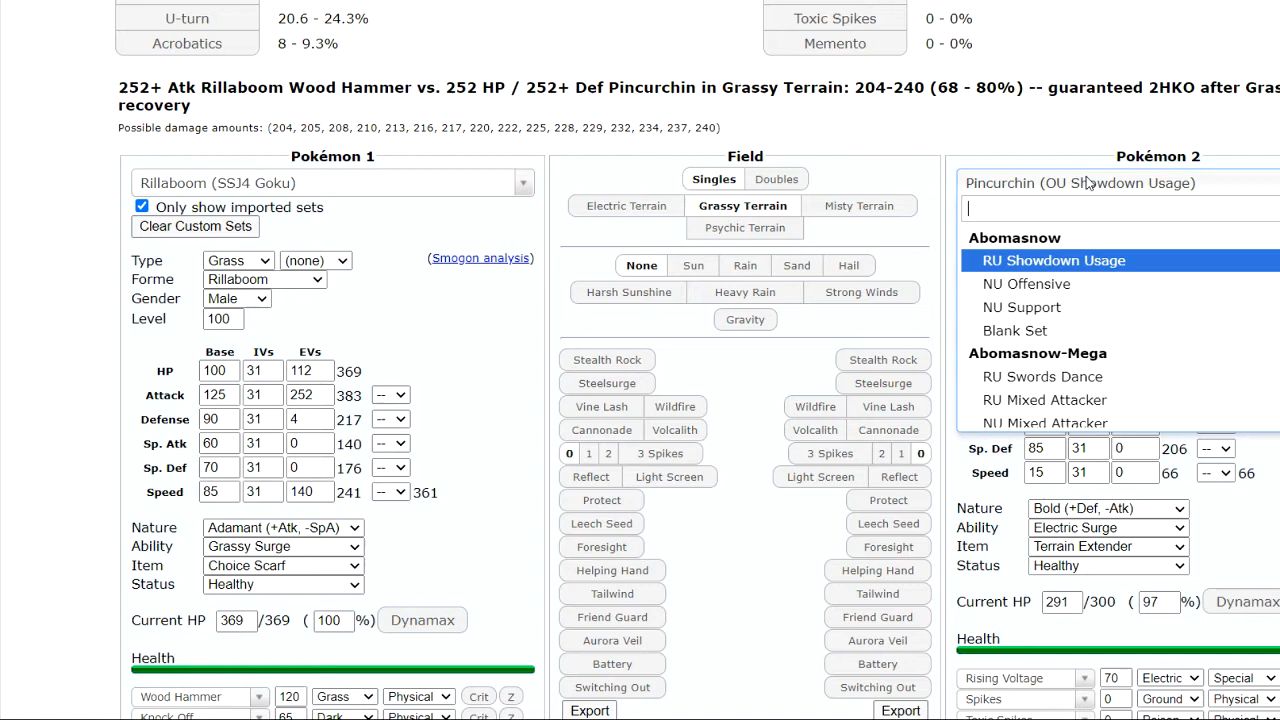 U-turn 20.6 - 24.3% Toxic Spikes 0 - 0%
Acrobatics 8 - 9.3% Memento 0 - 0%
252+ Atk Rillaboom Wood Hammer vs. 252 HP / 252+ Def Pincurchin in Grassy Terrain: 204-240 (68 - 80%) -- guaranteed 2HKO after
recovery
Possible damage amounts: (204, 205, 208, 210, 213, 216, 217, 220, 222, 225, 228, 229, 232, 234, 237, 240)
Pokémon 1
Rillaboom (SSJ4 Goku)
Only show imported sets
Clear Custom Sets
Type Grass (none) (Smogon analysis)
Forme Rillaboom
Gender Male
Level 100
Base IVs EVs
HP 100 31 112 369
Attack 125 31 252 383 --
Defense 90 31 4 217 --
Sp. Atk 60 31 0 140 --
Sp. Def 70 31 0 176 --
Speed 85 31 140 241 -- 361
Nature Adamant (+Atk, -SpA)
Ability Grassy Surge
Item Choice Scarf
Status Healthy
Current HP 369 /369 ( 100 %) Dynamax
Health
Wood Hammer 120 Grass Physical Crit Z
Knock Off 65 Dark Physical Crit Z
Field
Singles Doubles
Electric Terrain Grassy Terrain Misty Terrain
Psychic Terrain
None Sun Rain Sand Hail
Harsh Sunshine Heavy Rain Strong Winds
Gravity
Stealth Rock Stealth Rock
Steelsurge Steelsurge
Vine Lash Wildfire Wildfire Vine Lash
Cannonade Volcalith Volcalith Cannonade
0 1 2 3 Spikes 3 Spikes 2 1 0
Reflect Light Screen Light Screen Reflect
Protect Protect
Leech Seed Leech Seed
Foresight Foresight
Helping Hand Helping Hand
Tailwind Tailwind
Friend Guard Friend Guard
Aurora Veil Aurora Veil
Battery Battery
Switching Out Switching Out
Export Export
Pokémon 2
Pincurchin (OU Showdown Usage)
Abomasnow
RU Showdown Usage
NU Offensive
NU Support
Blank Set
Abomasnow-Mega
RU Swords Dance
RU Mixed Attacker
NU Mixed Attacker
Sp. Def 85 31 0 206 --
Speed 15 31 0 66 -- 66
Nature Bold (+Def, -Atk)
Ability Electric Surge
Item Terrain Extender
Status Healthy
Current HP 291 /300 ( 97 %) Dynamax
Health
Rising Voltage 70 Electric Special
Spikes 0 Ground Physical